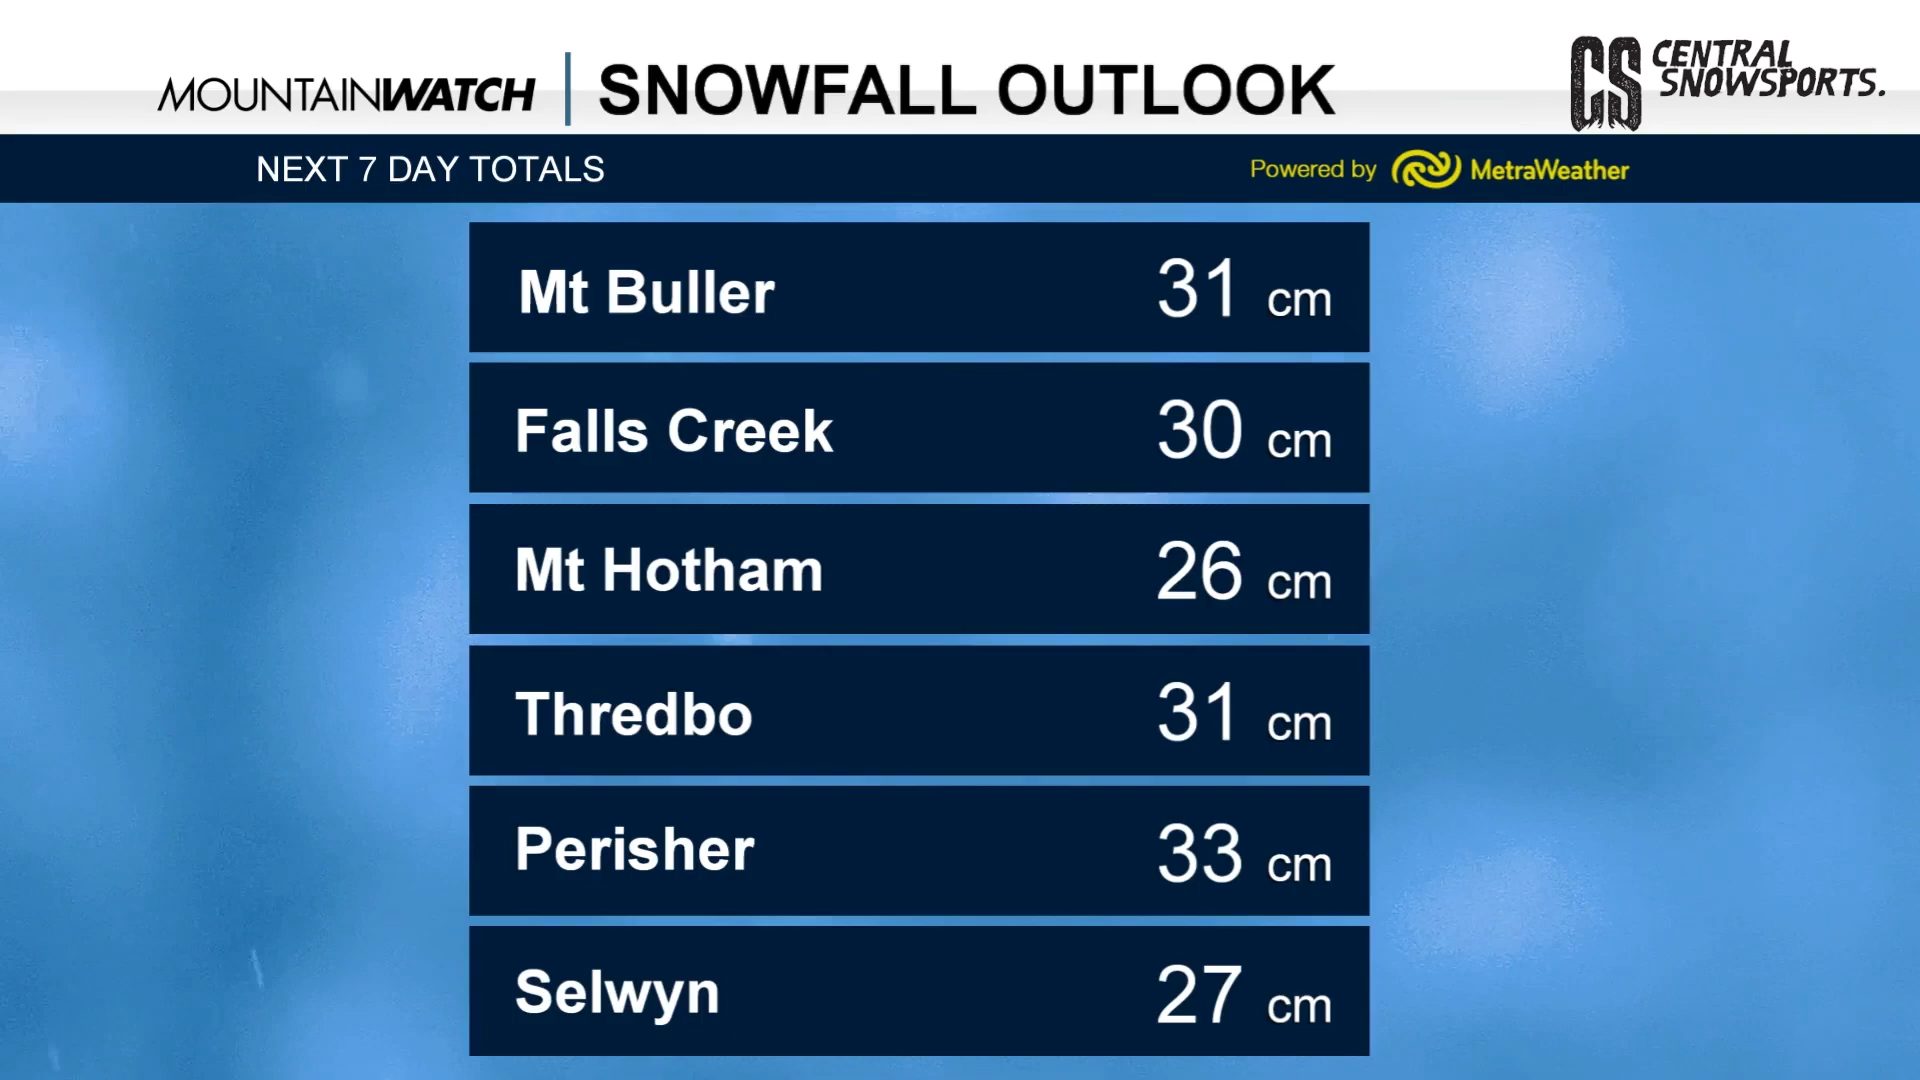 MOUNTAINWATCH SNOWFALL OUTLOOK
CS CENTRAL
SNOWSPORTS.
NEXT 7 DAY TOTALS
Powered by MetraWeather
Mt Buller 31 cm
Falls Creek 30 cm
Mt Hotham 26 cm
Thredbo 31 cm
Perisher 33 cm
Selwyn 27 cm